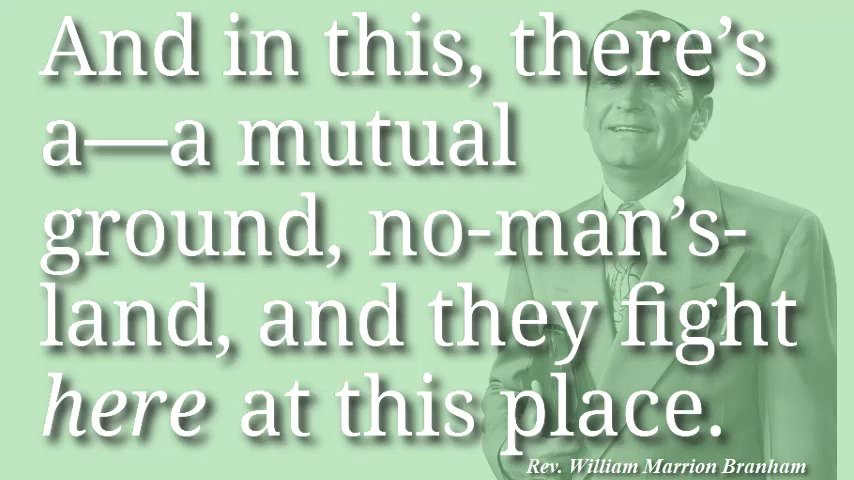 And in this, there’s
a—a mutual
ground, no-man’s-
land, and they fight
here at this place.
Rev. William Marrion Branham